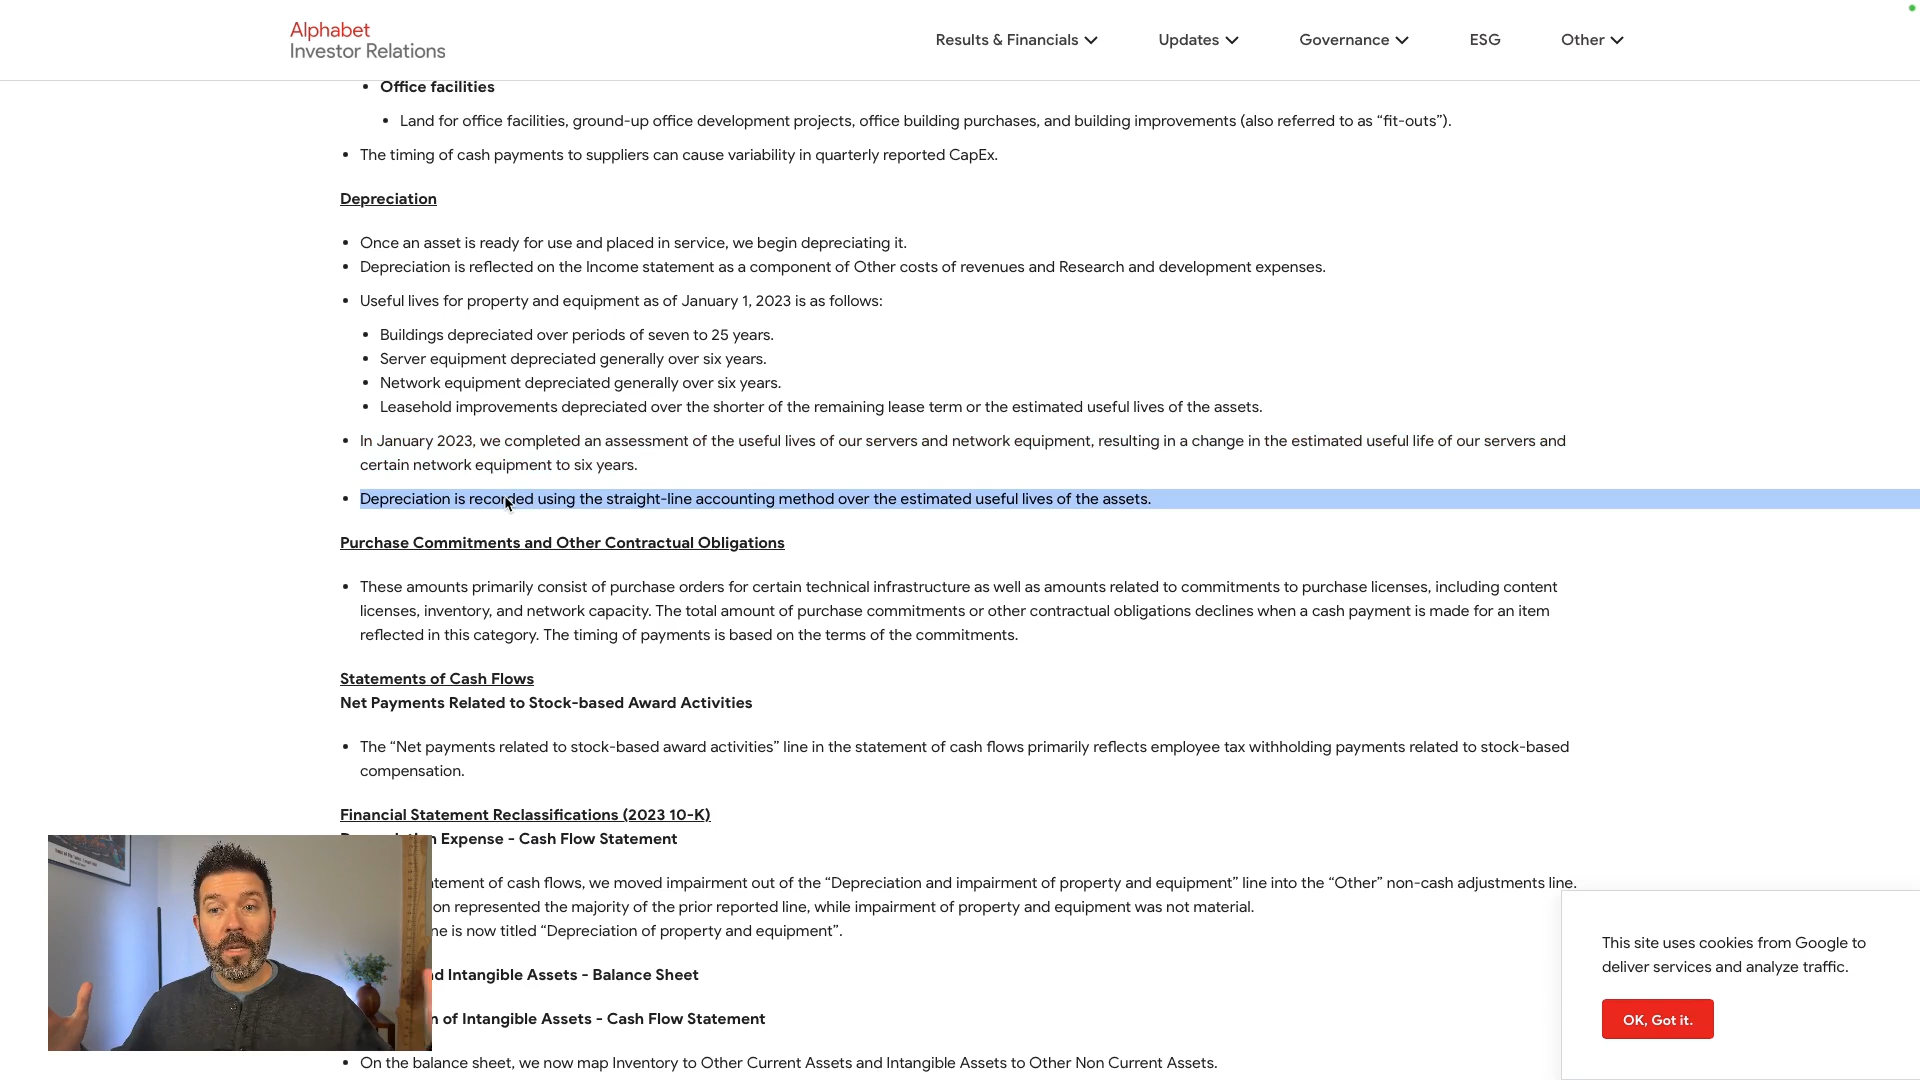 Alphabet
Investor Relations
Results & Financials
Updates
Governance
ESG
Other
• Office facilities
• Land for office facilities, ground-up office development projects, office building purchases, and building improvements (also referred to as “fit-outs”).
• The timing of cash payments to suppliers can cause variability in quarterly reported CapEx.
Depreciation
• Once an asset is ready for use and placed in service, we begin depreciating it.
• Depreciation is reflected on the Income statement as a component of Other costs of revenues and Research and development expenses.
• Useful lives for property and equipment as of January 1, 2023 is as follows:
• Buildings depreciated over periods of seven to 25 years.
• Server equipment depreciated generally over six years.
• Network equipment depreciated generally over six years.
• Leasehold improvements depreciated over the shorter of the remaining lease term or the estimated useful lives of the assets.
• In January 2023, we completed an assessment of the useful lives of our servers and network equipment, resulting in a change in the estimated useful life of our servers and
certain network equipment to six years.
• Depreciation is recorded using the straight-line accounting method over the estimated useful lives of the assets.
Purchase Commitments and Other Contractual Obligations
• These amounts primarily consist of purchase orders for certain technical infrastructure as well as amounts related to commitments to purchase licenses, including content
licenses, inventory, and network capacity. The total amount of purchase commitments or other contractual obligations declines when a cash payment is made for an item
reflected in this category. The timing of payments is based on the terms of the commitments.
Statements of Cash Flows
Net Payments Related to Stock-based Award Activities
• The “Net payments related to stock-based award activities” line in the statement of cash flows primarily reflects employee tax withholding payments related to stock-based
compensation.
Financial Statement Reclassifications (2023 10-K)
Expense - Cash Flow Statement
of cash flows, we moved impairment out of the “Depreciation and impairment of property and equipment” line into the “Other” non-cash adjustments line.
represented the majority of the prior reported line, while impairment of property and equipment was not material.
is now titled “Depreciation of property and equipment”.
Intangible Assets - Balance Sheet
of Intangible Assets - Cash Flow Statement
• On the balance sheet, we now map Inventory to Other Current Assets and Intangible Assets to Other Non Current Assets.
This site uses cookies from Google to
deliver services and analyze traffic.
OK, Got it.